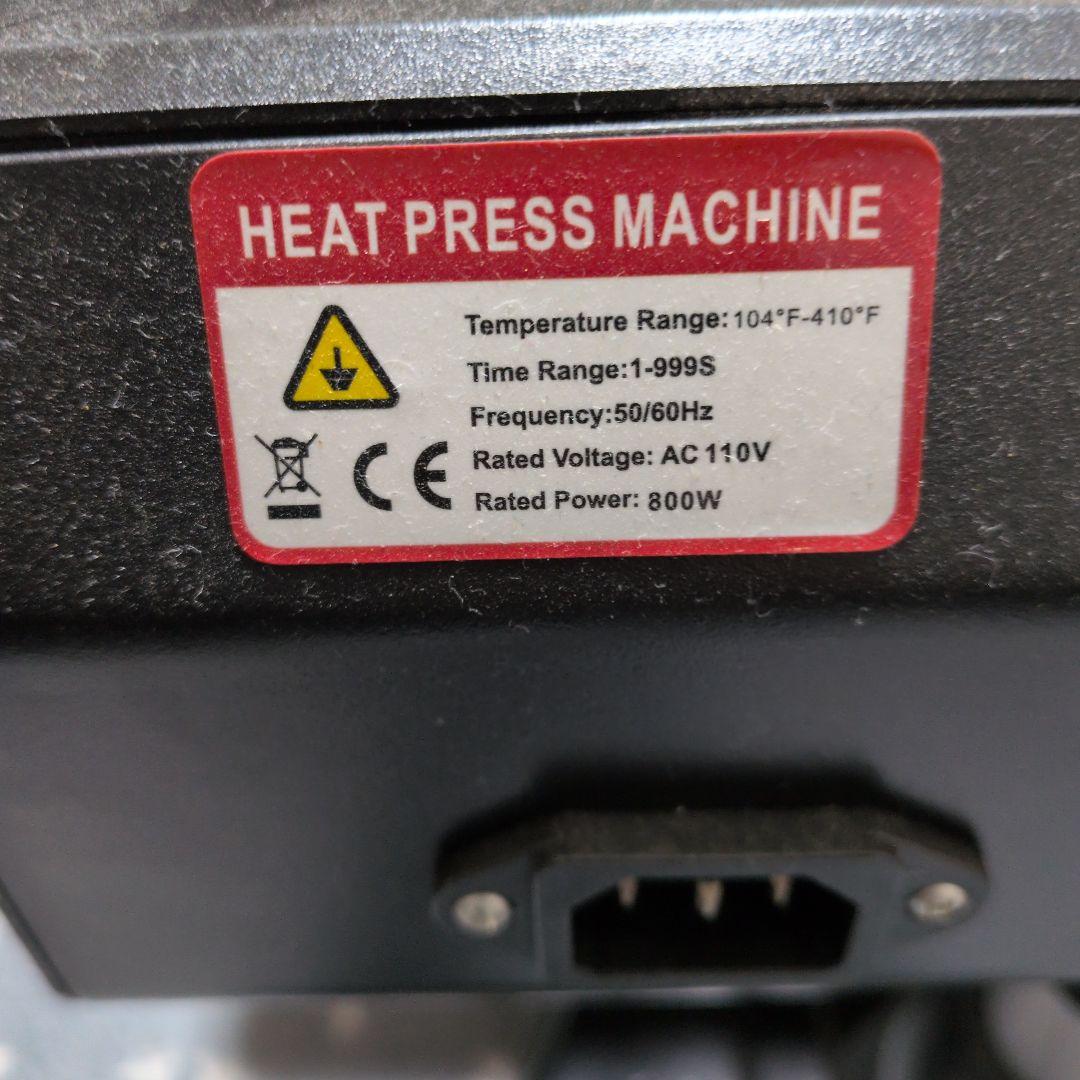 HEAT PRESS MACHINE
Temperature Range:104°F-410°F
Time Range:1-999S
Frequency:50/60Hz
Rated Voltage: AC 110V
Rated Power: 800W
CE